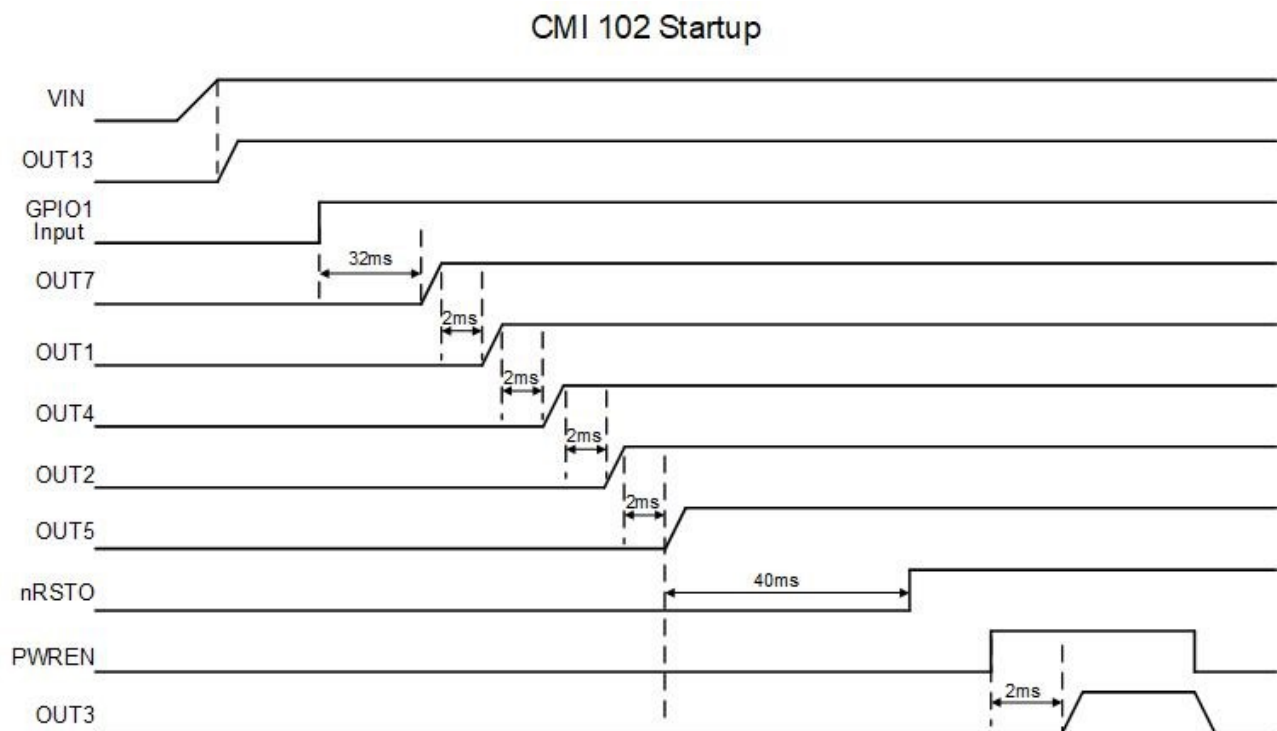 CMI 102 Startup
VIN
OUT13
GPIO1
Input
32ms
OUT7
2ms
OUT1
2ms
OUT4
2ms
OUT2
2ms
OUT5
40ms
nRSTO
PWREN
2ms
OUT3